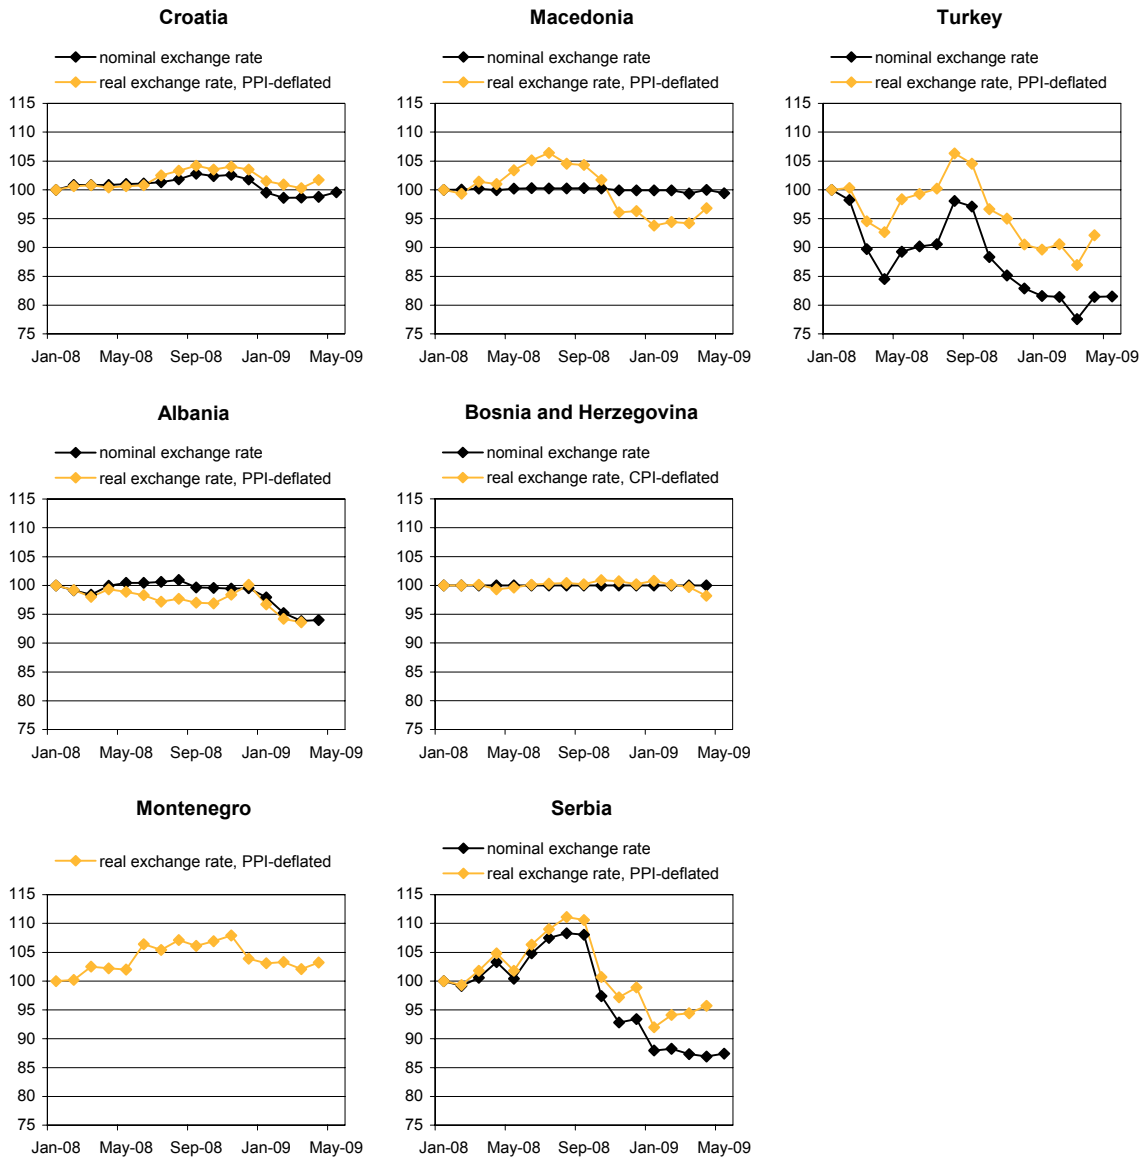 Croatia
nominal exchange rate
real exchange rate, PPI-deflated
115
110
105
100
95
90
85
80
75
Jan-08 May-08 Sep-08 Jan-09 May-09
Macedonia
nominal exchange rate
real exchange rate, PPI-deflated
115
110
105
100
95
90
85
80
75
Jan-08 May-08 Sep-08 Jan-09 May-09
Turkey
nominal exchange rate
real exchange rate, PPI-deflated
115
110
105
100
95
90
85
80
75
Jan-08 May-08 Sep-08 Jan-09 May-09
Albania
nominal exchange rate
real exchange rate, PPI-deflated
115
110
105
100
95
90
85
80
75
Jan-08 May-08 Sep-08 Jan-09 May-09
Bosnia and Herzegovina
nominal exchange rate
real exchange rate, CPI-deflated
115
110
105
100
95
90
85
80
75
Jan-08 May-08 Sep-08 Jan-09 May-09
Montenegro
real exchange rate, PPI-deflated
115
110
105
100
95
90
85
80
75
Jan-08 May-08 Sep-08 Jan-09 May-09
Serbia
nominal exchange rate
real exchange rate, PPI-deflated
115
110
105
100
95
90
85
80
75
Jan-08 May-08 Sep-08 Jan-09 May-09